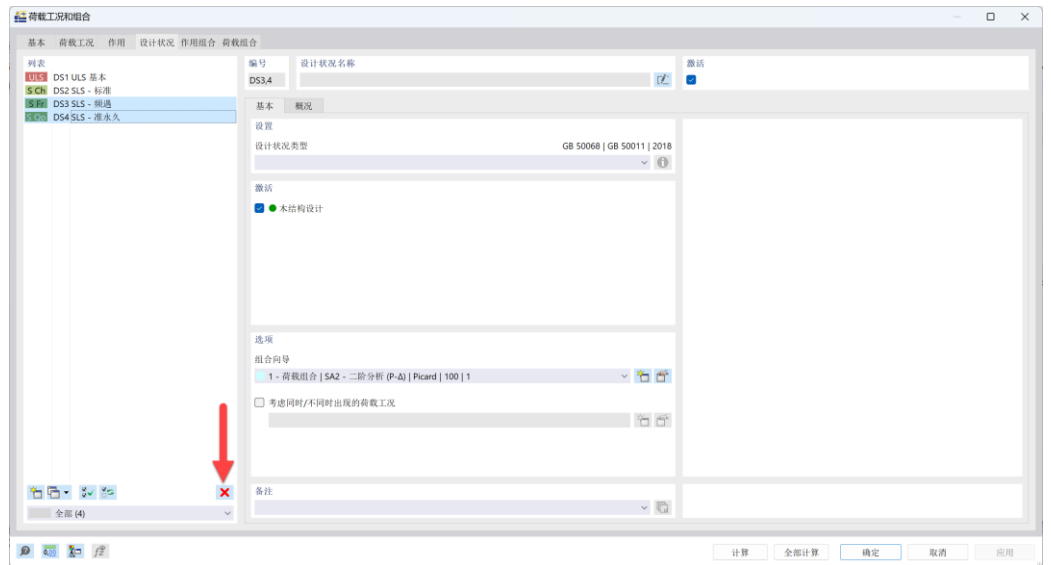 荷载工况和组合
基本 荷载工况 作用 设计状况 作用组合 荷载组合
列表
ULS DS1 ULS 基本
S Ch DS2 SLS - 标准
S Fr DS3 SLS - 频遇
S Qp DS4 SLS - 准永久
编号 设计状况名称
DS3,4
激活
基本 概况
设置
设计状况类型 GB 50068 | GB 50011 | 2018
激活
木结构设计
选项
组合向导
1 - 荷载组合 | SA2 - 二阶分析 (P-Δ) | Picard | 100 | 1
考虑同时/不同时出现的荷载工况
备注
全部 (4)
计算 全部计算 确定 取消 应用